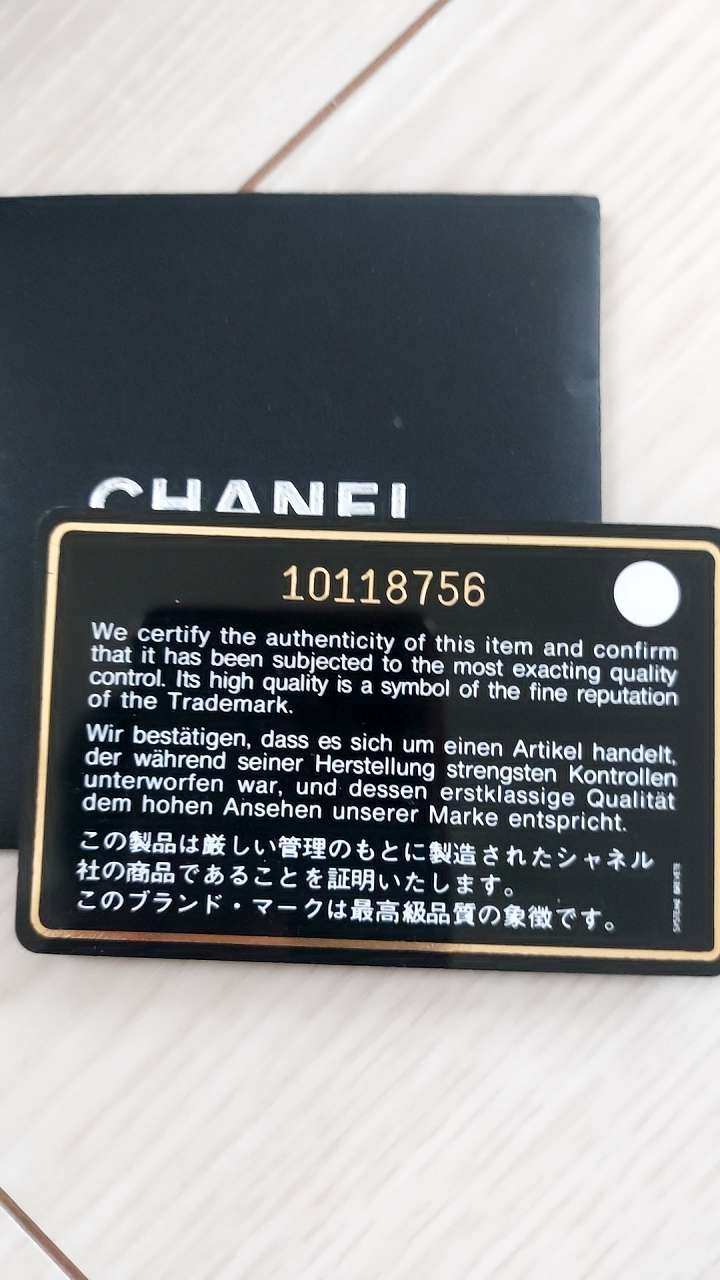 CHANEL
10118756
We certify the authenticity of this item and confirm
that it has been subjected to the most exacting quality
control. Its high quality is a symbol of the fine reputation
of the Trademark.
Wir bestätigen, dass es sich um einen Artikel handelt,
der während seiner Herstellung strengsten Kontrollen
unterworfen war, und dessen erstklassige Qualität
dem hohen Ansehen unserer Marke entspricht.
この製品は厳しい管理のもとに製造されたシャネル
社の商品であることを証明いたします。
このブランド・マークは最高級品質の象徴です。
SYSTEME BREVETE